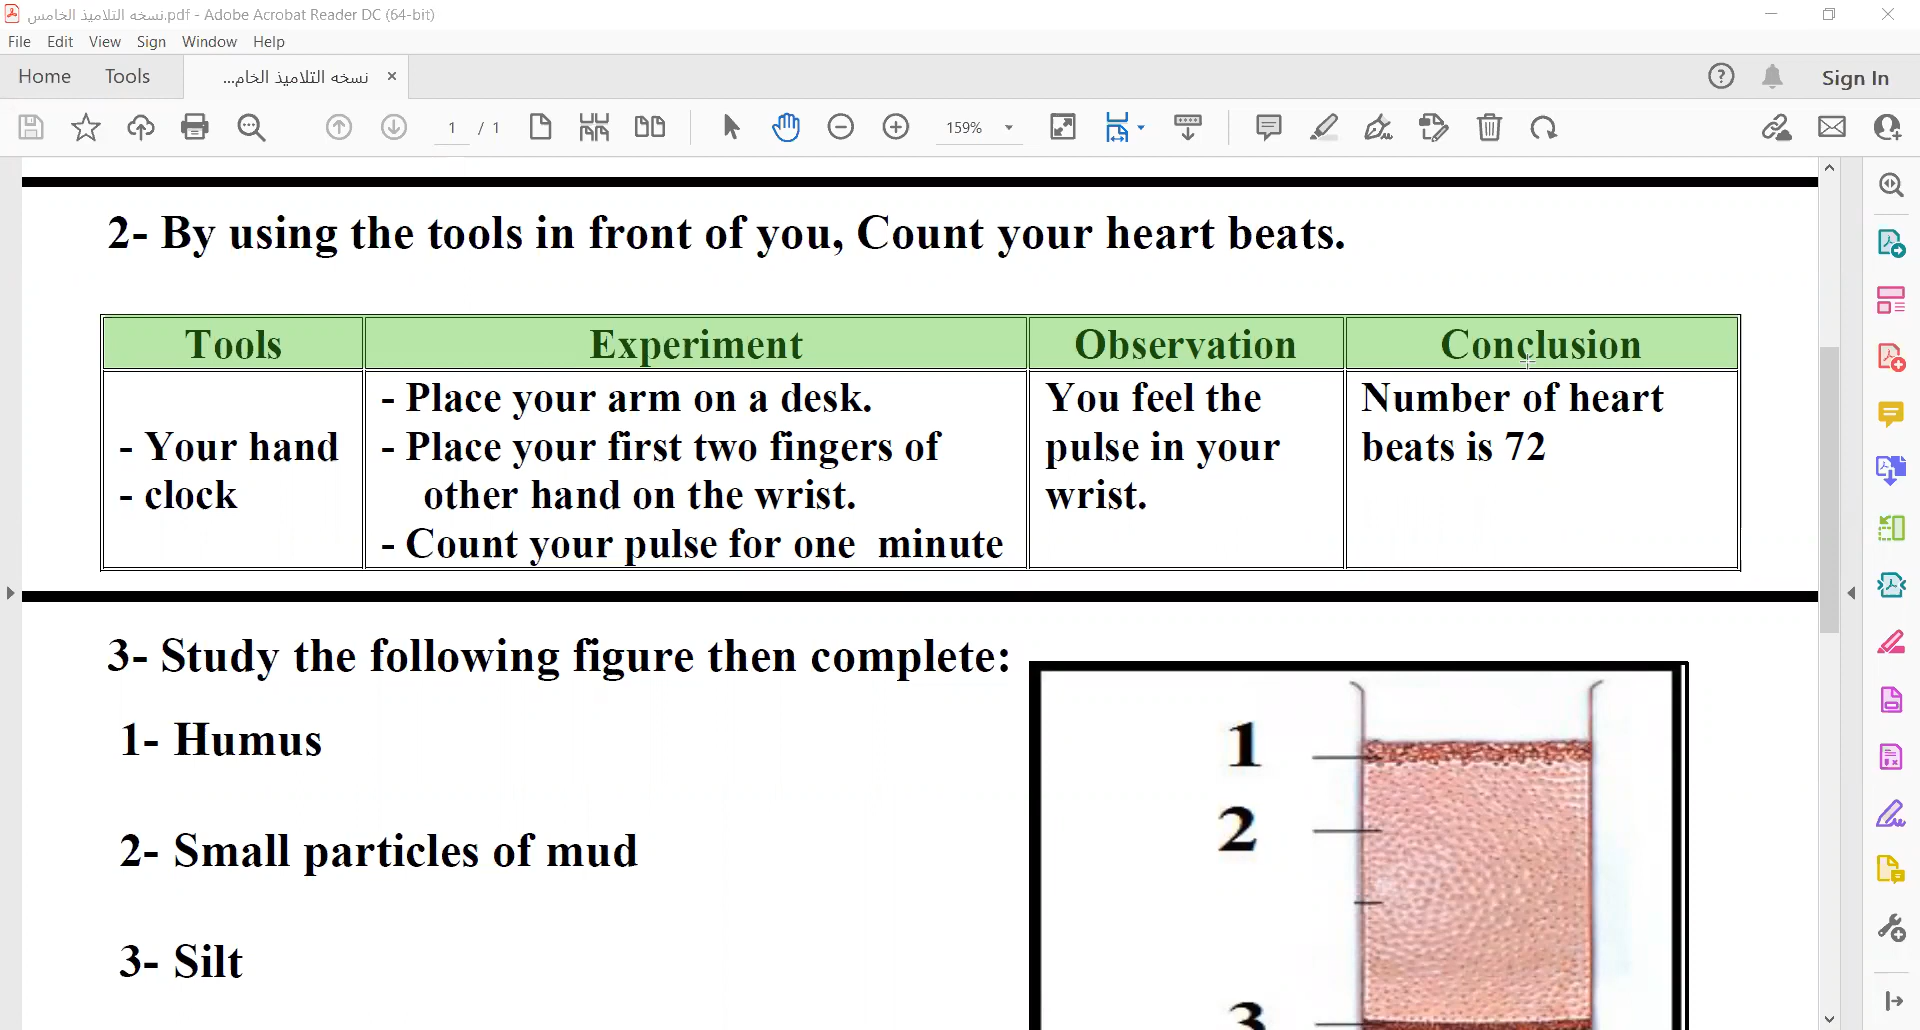 نسخه التلاميذ الخامس.pdf - Adobe Acrobat Reader DC (64-bit)
File Edit View Sign Window Help
Home Tools نسخه التلاميذ الخام... × Sign In
1 / 1 159%
2- By using the tools in front of you, Count your heart beats.
Tools Experiment Observation Conclusion
- Your hand
- clock
- Place your arm on a desk.
- Place your first two fingers of
other hand on the wrist.
- Count your pulse for one minute
You feel the
pulse in your
wrist.
Number of heart
beats is 72
3- Study the following figure then complete:
1- Humus
2- Small particles of mud
3- Silt
1
2
3